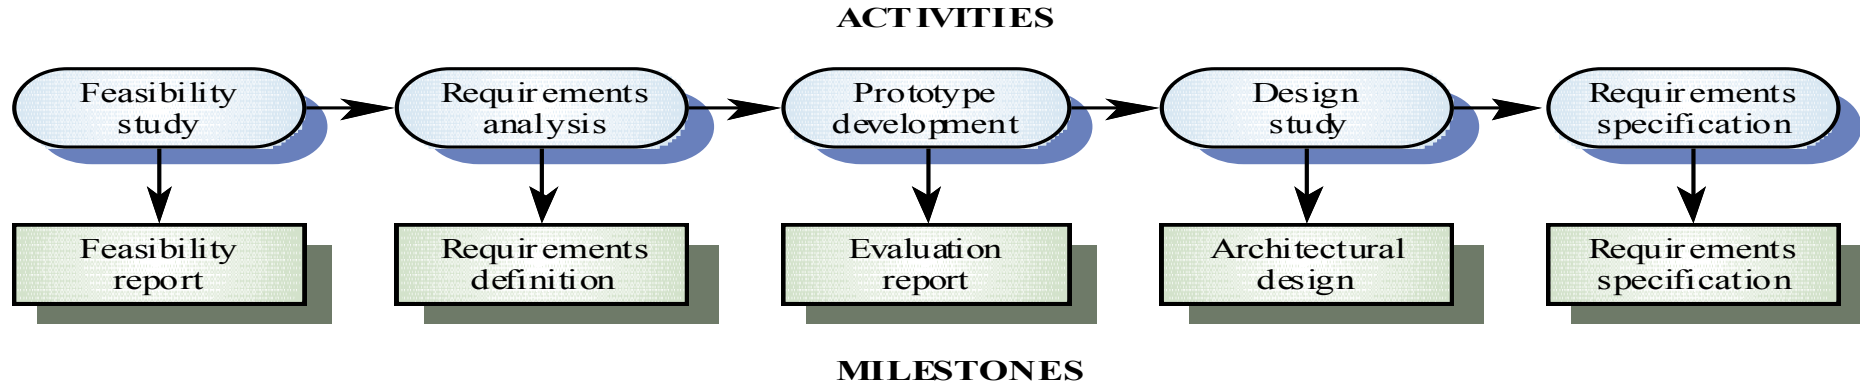 ACTIVITIES
Feasibility
study
Requirements
analysis
Prototype
development
Design
study
Requirements
specification
Feasibility
report
Requirements
definition
Evaluation
report
Architectural
design
Requirements
specification
MILESTONES